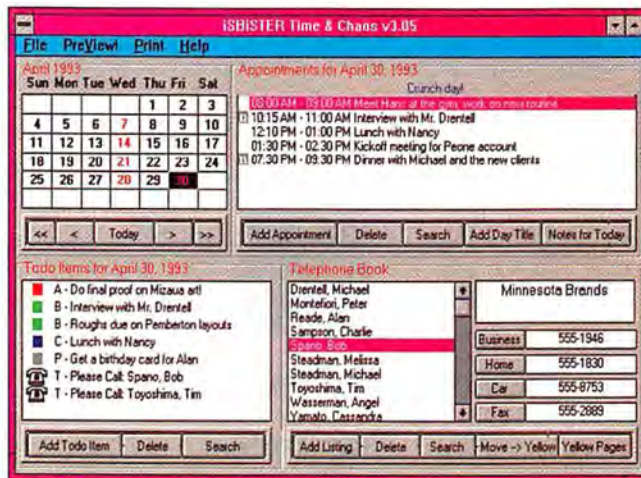 iSBiSTER Time & Chaos v3.05
File PreView! Print Help
April 1993
Sun Mon Tue Wed Thu Fri Sat
1 2 3
4 5 6 7 8 9 10
11 12 13 14 15 16 17
18 19 20 21 22 23 24
25 26 27 28 29 30
<< < Today > >>
Appointments for April 30, 1993
Crunch day!
08:00 AM - 09:00 AM Meet Hans at the gym, work on new routine
10:15 AM - 11:00 AM Interview with Mr. Drentell
12:10 PM - 01:00 PM Lunch with Nancy
01:30 PM - 02:30 PM Kickoff meeting for Peone account
07:30 PM - 09:30 PM Dinner with Michael and the new clients
Add Appointment Delete Search Add Day Title Notes for Today
Todo Items for April 30, 1993
A - Do final proof on Mizaua art!
B - Interview with Mr. Drentell
B - Roughs due on Pemberton layouts
C - Lunch with Nancy
P - Get a birthday card for Alan
T - Please Call: Spano, Bob
T - Please Call: Toyoshima, Tim
Add Todo Item Delete Search
Telephone Book
Drentell, Michael
Montefiori, Peter
Reade, Alan
Sampson, Charlie
Spano, Bob
Steadman, Melissa
Steadman, Michael
Toyoshima, Tim
Wasserman, Angel
Yamato, Cassandra
Minnesota Brands
Business 555-1946
Home 555-1830
Car 555-8753
Fax 555-2889
Add Listing Delete Search Move -> Yellow Yellow Pages